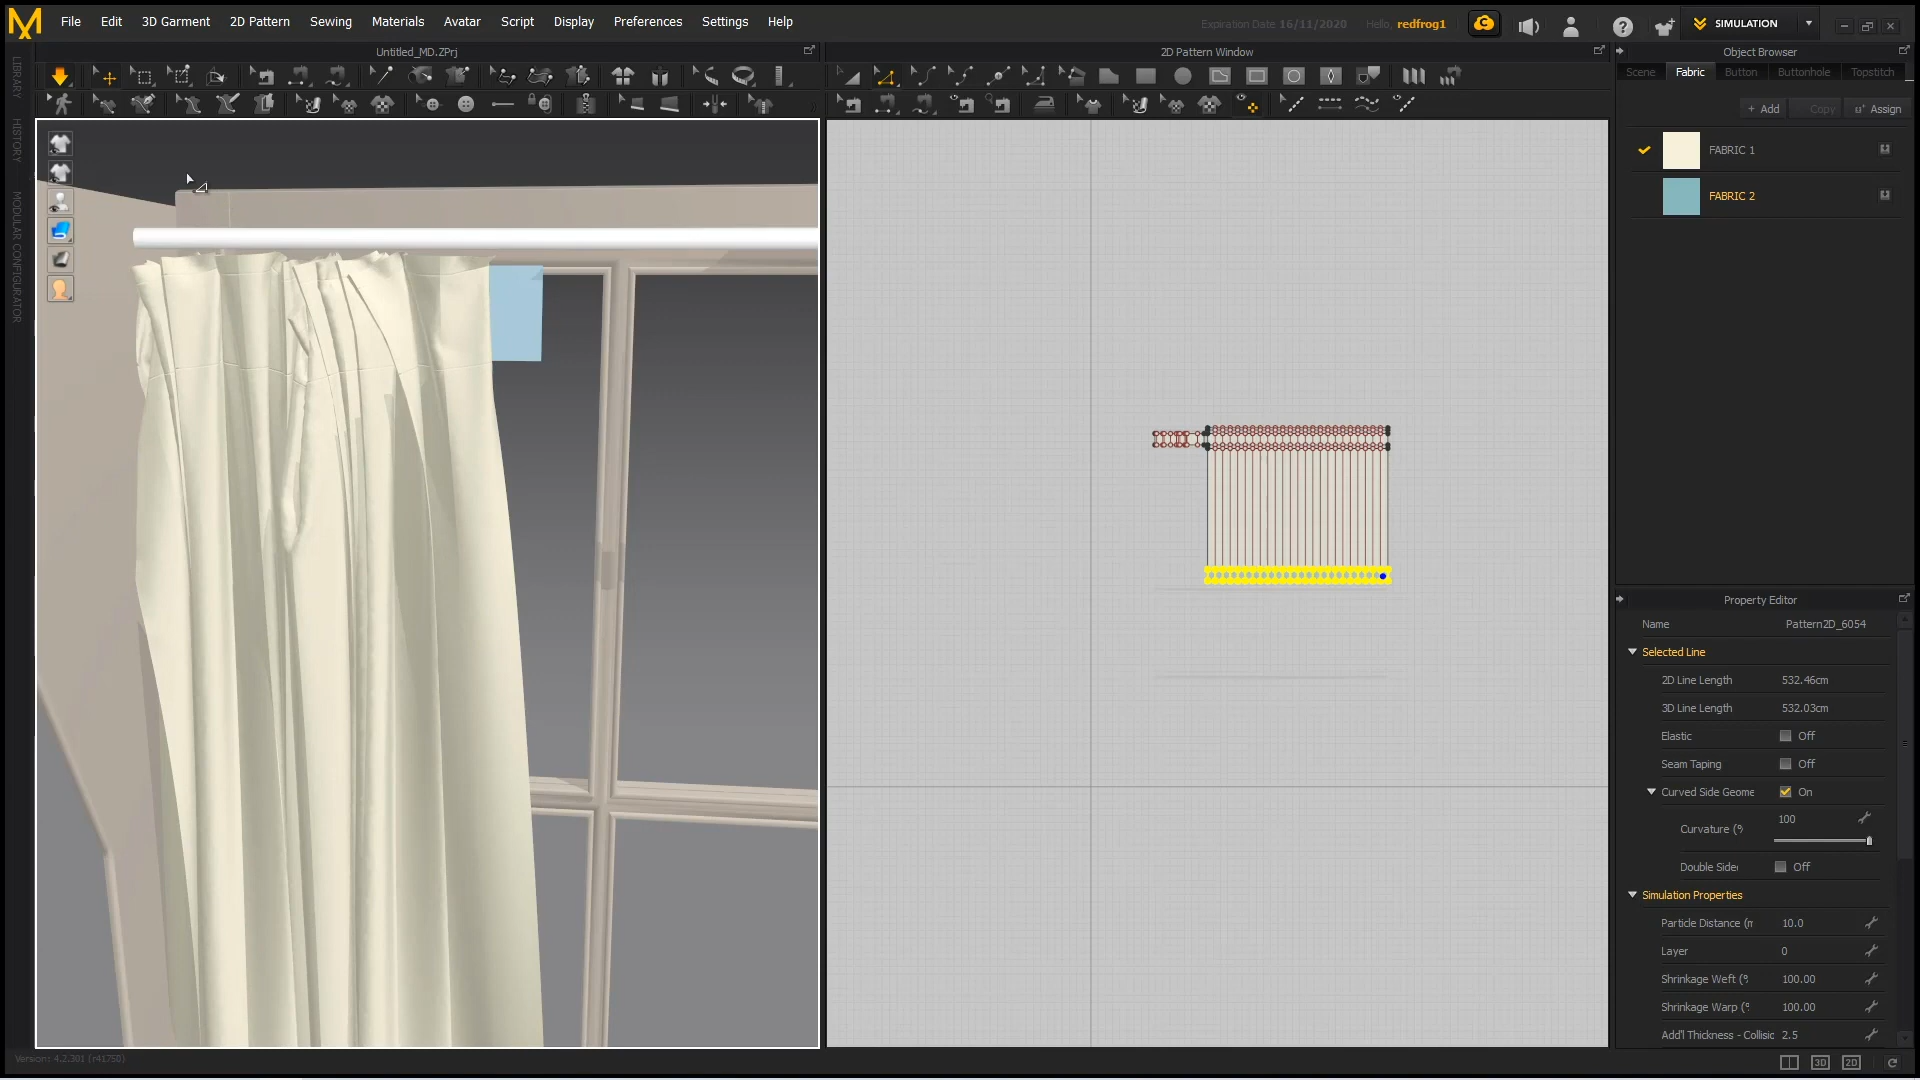 File Edit 3D Garment 2D Pattern Sewing Materials Avatar Script Display Preferences Settings Help
Expiration Date 16/11/2020 Hello, redfrog1
SIMULATION
Untitled_MD.ZPrj
2D Pattern Window
Object Browser
Scene Fabric Button Buttonhole Topstitch
+ Add Copy Assign
FABRIC 1
FABRIC 2
LIBRARY
HISTORY
MODULAR CONFIGURATOR
Property Editor
Name Pattern2D_6054
Selected Line
2D Line Length 532.46cm
3D Line Length 532.03cm
Elastic Off
Seam Taping Off
Curved Side Geome On
Curvature (% 100
Double Side Off
Simulation Properties
Particle Distance (m 10.0
Layer 0
Shrinkage Weft (% 100.00
Shrinkage Warp (% 100.00
Add'l Thickness - Collisic 2.5
Version: 4.2.301 (r41750)
3D 2D